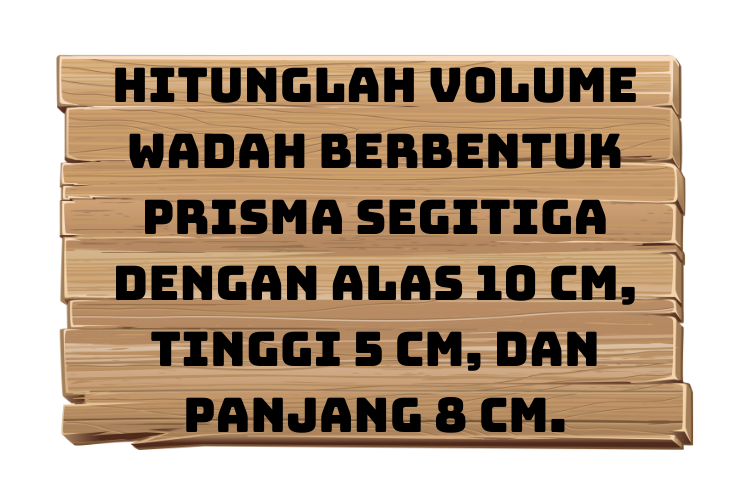 HITUNGLAH VOLUME
WADAH BERBENTUK
PRISMA SEGITIGA
DENGAN ALAS 10 CM,
TINGGI 5 CM, DAN
PANJANG 8 CM.